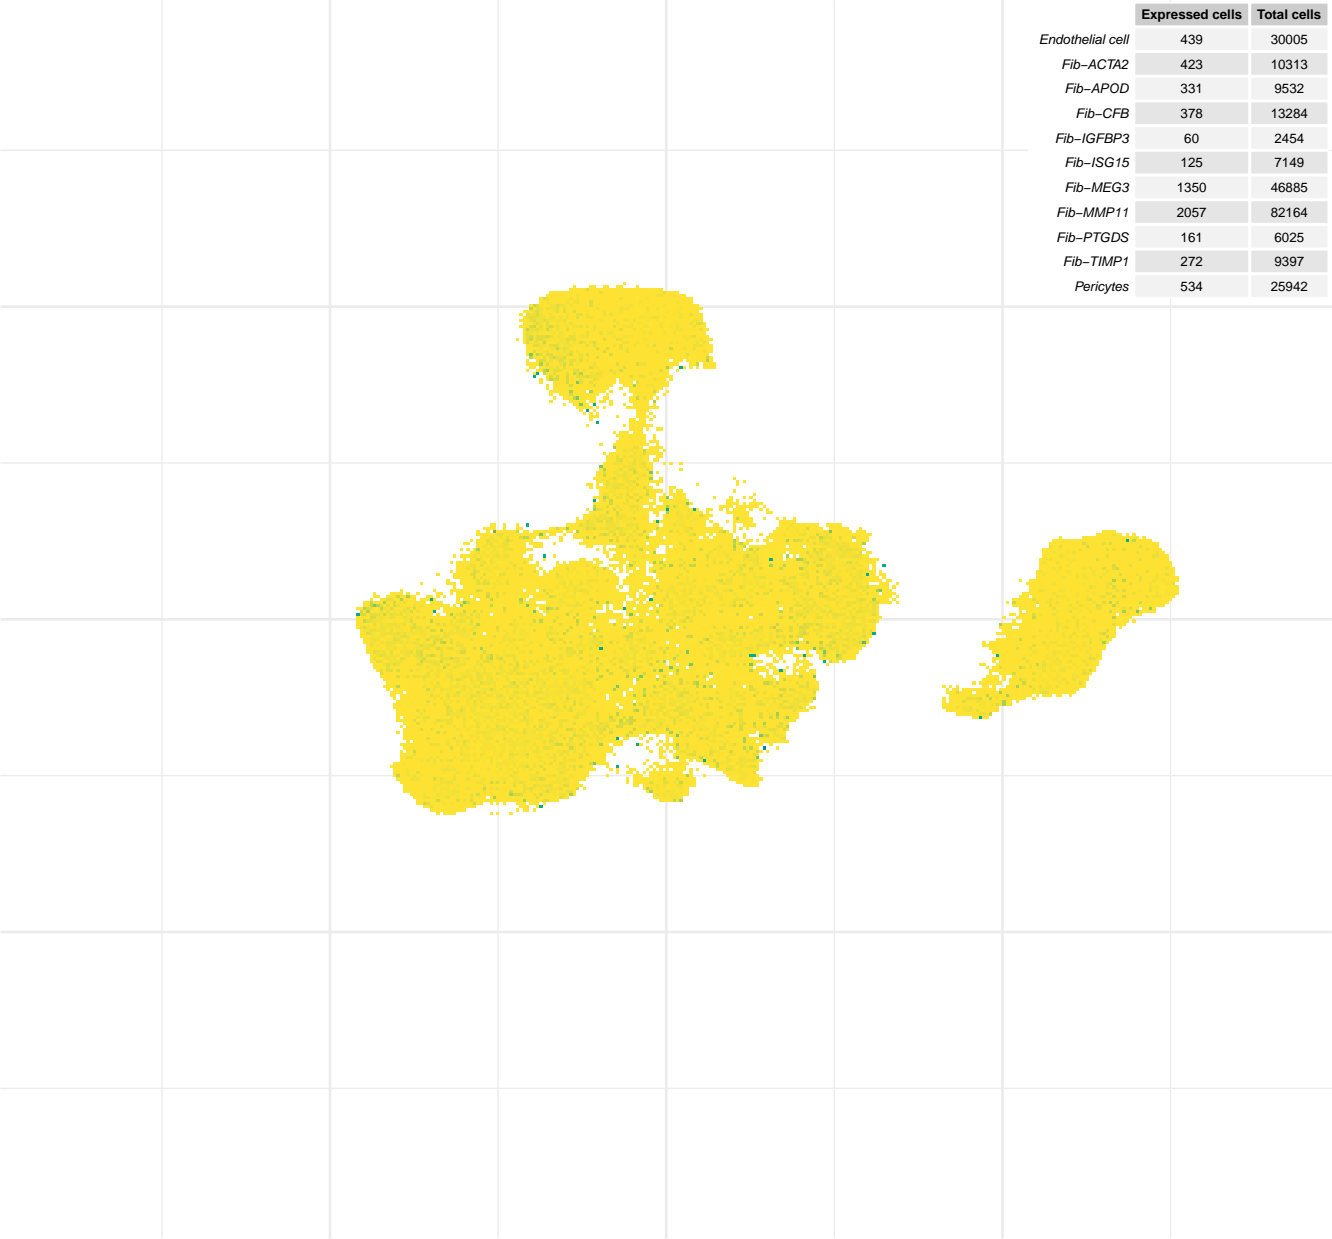 Expressed cells Total cells
Endothelial cell 439 30005
Fib−ACTA2 423 10313
Fib−APOD 331 9532
Fib−CFB 378 13284
Fib−IGFBP3 60 2454
Fib−ISG15 125 7149
Fib−MEG3 1350 46885
Fib−MMP11 2057 82164
Fib−PTGDS 161 6025
Fib−TIMP1 272 9397
Pericytes 534 25942